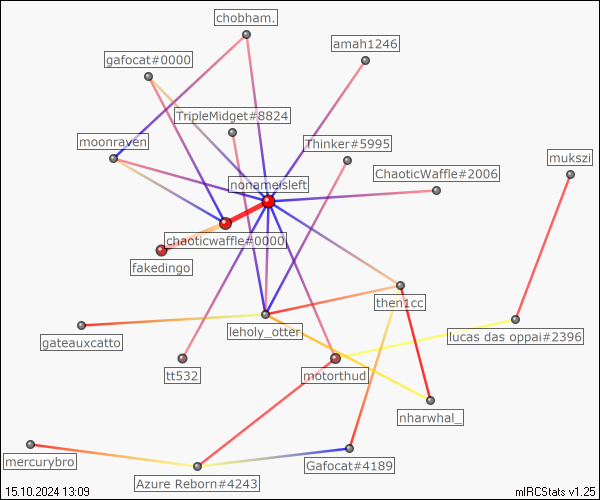 chobham.
amah1246
gafocat#0000
TripleMidget#8824
moonraven
Thinker#5995
mukszi
ChaoticWaffle#2006
nonameisleft
chaoticwaffle#0000
fakedingo
then1cc
leholy_otter
lucas das oppai#2396
gateauxcatto
tt532
motorthud
nharwhal_
mercurybro
Gafocat#4189
Azure Reborn#4243
15.10.2024 13:09
mIRCStats v1.25